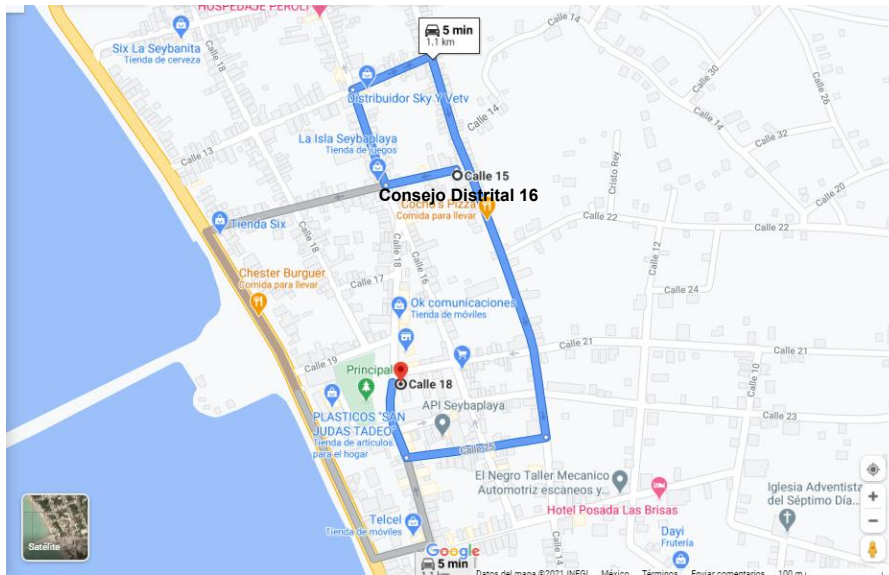 HOSPEDAJE PEROLI
Six La Seybanita
Tienda de cerveza
Calle 18
5 min
1.1 km
Calle 14
Calle 30
Calle 26
Distribuidor Sky Y Vetv
Calle 14
Calle 14
La Isla Seybaplaya
Tienda de juegos
Calle 13
Calle 32
Calle 15
Consejo Distrital 16
Calle 20
Cristo Rey
Cocho's Pizza
Comida para llevar
Calle 22
Calle 22
Tienda Six
Calle 18
Calle 16
Calle 12
Chester Burguer
Comida para llevar
Calle 17
Calle 24
Ok comunicaciones
Tienda de móviles
Calle 21
Calle 21
Calle 19
Principal
Calle 18
Calle 10
API Seybaplaya
Calle 23
PLASTICOS "SAN
JUDAS TADEO"
Tienda de artículos
para el hogar
El Negro Taller Mecanico
Automotriz escaneos y...
Iglesia Adventista
del Séptimo Día...
Hotel Posada Las Brisas
Telcel
Tienda de móviles
Dayi
Frutería
Satélite
Google
5 min
1.1 km
Datos del mapa ©2021 INEGI México Términos Enviar comentarios 100 m